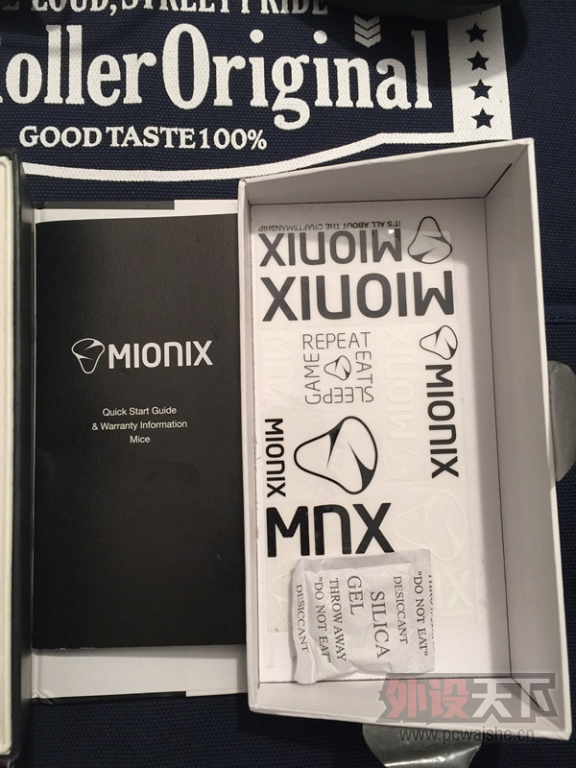 LOUD, STREET PRIDE
oller Original
GOOD TASTE 100%
MIONIX
Quick Start Guide
& Warranty Information
Mice
IT'S ALL ABOUT THE CRAFTSMANSHIP
MIONIX
MIONIX
GAME
REPEAT
EAT
SLEEP
MIONIX
MIONIX
MIONIX
MNX
"DO NOT EAT"
DESICCANT
SILICA
GEL
THROW AWAY
"DO NOT EAT"
DESICCANT
外设天下
www.pcwaishe.cn